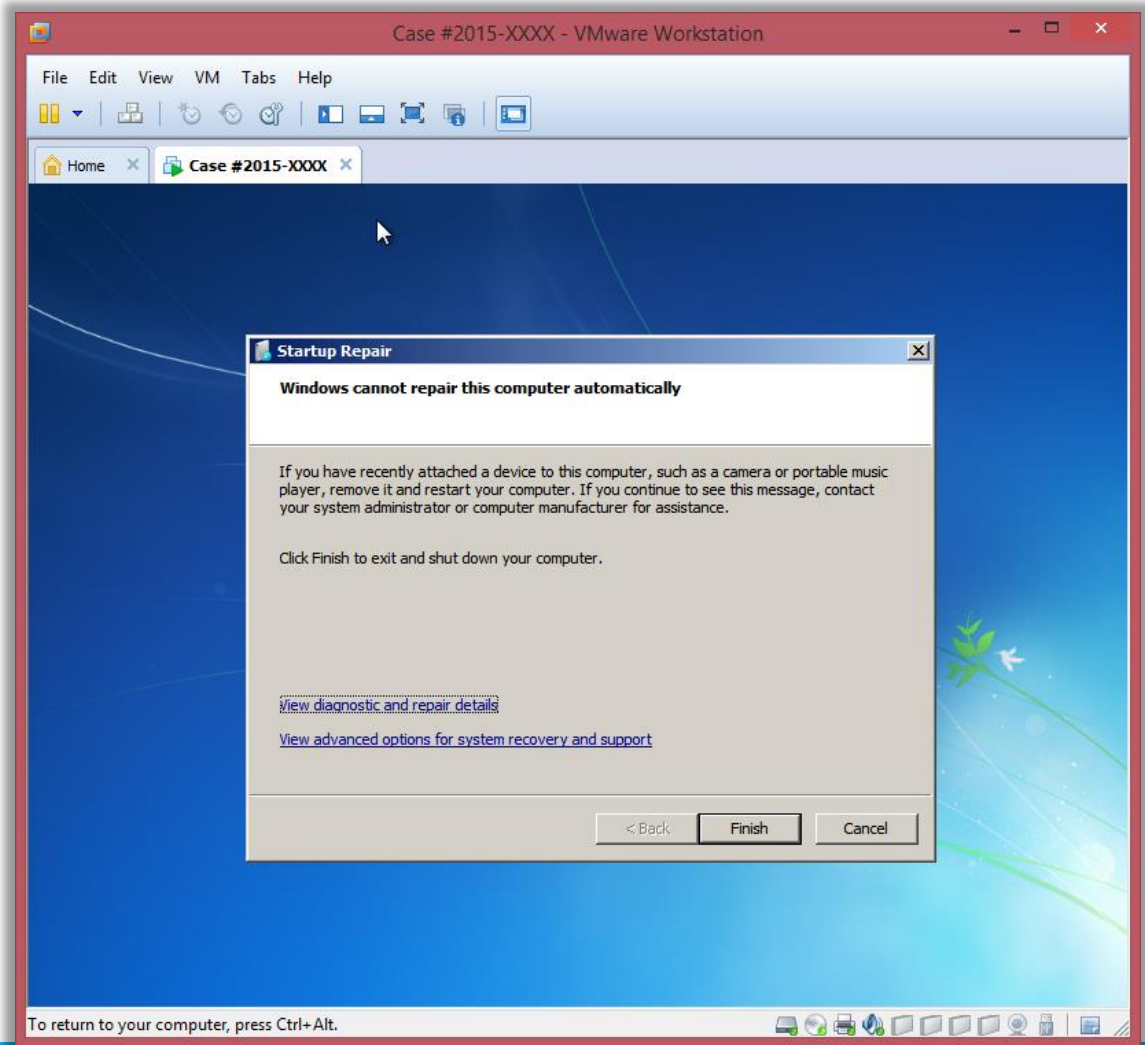 Case #2015-XXXX - VMware Workstation
File Edit View VM Tabs Help
Home Case #2015-XXXX
Startup Repair
Windows cannot repair this computer automatically
If you have recently attached a device to this computer, such as a camera or portable music
player, remove it and restart your computer. If you continue to see this message, contact
your system administrator or computer manufacturer for assistance.
Click Finish to exit and shut down your computer.
View diagnostic and repair details
View advanced options for system recovery and support
< Back Finish Cancel
To return to your computer, press Ctrl+Alt.